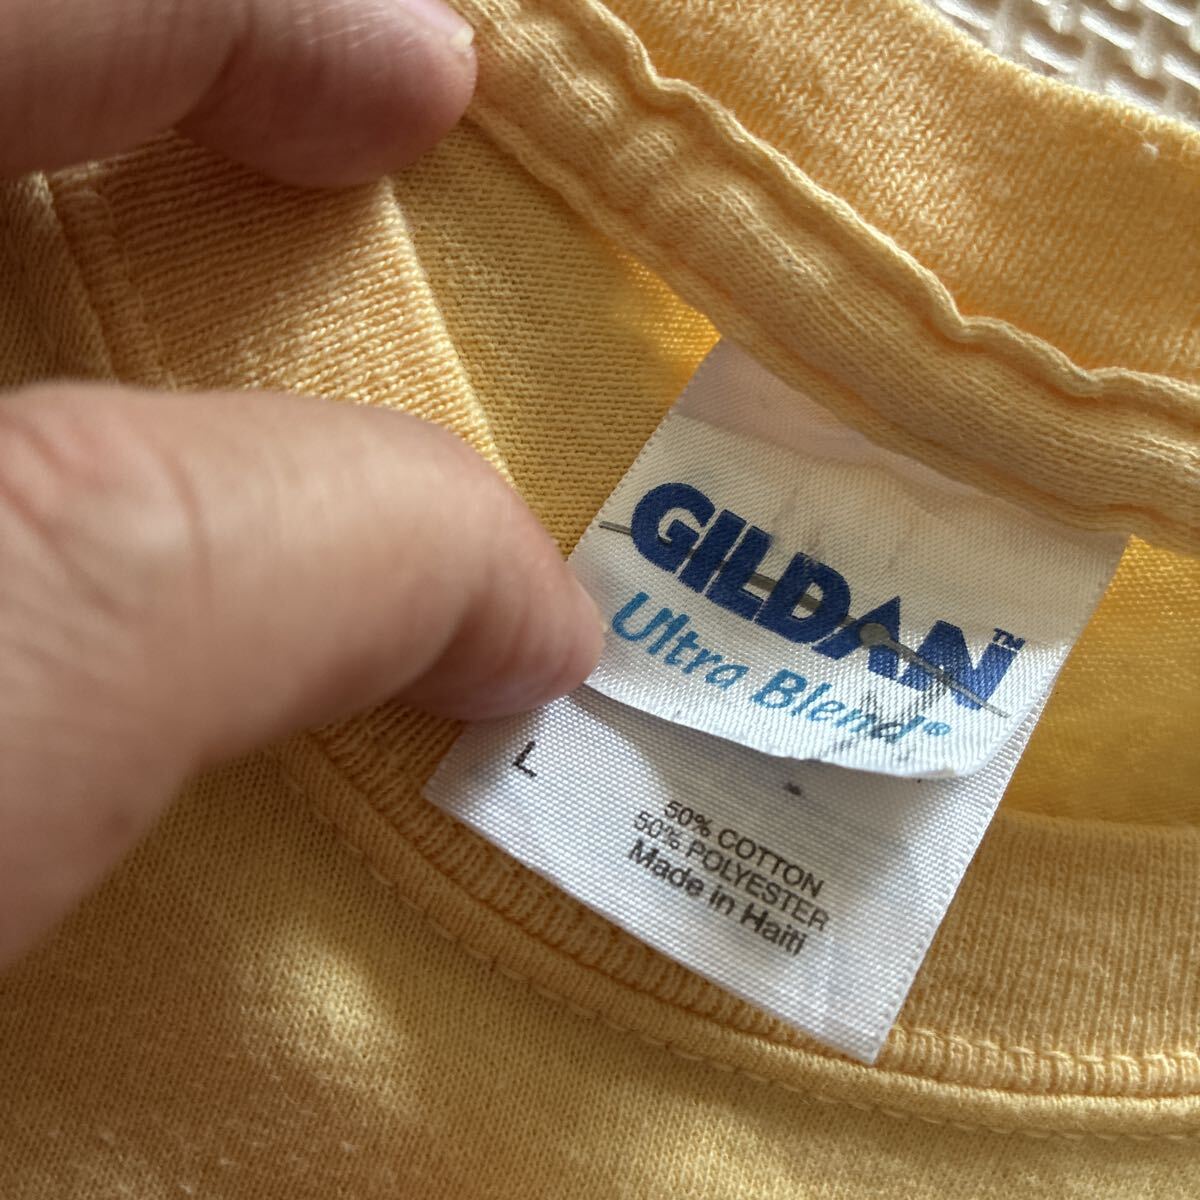 GILDAN™
Ultra Blend®
L
50% COTTON
50% POLYESTER
Made in Haiti